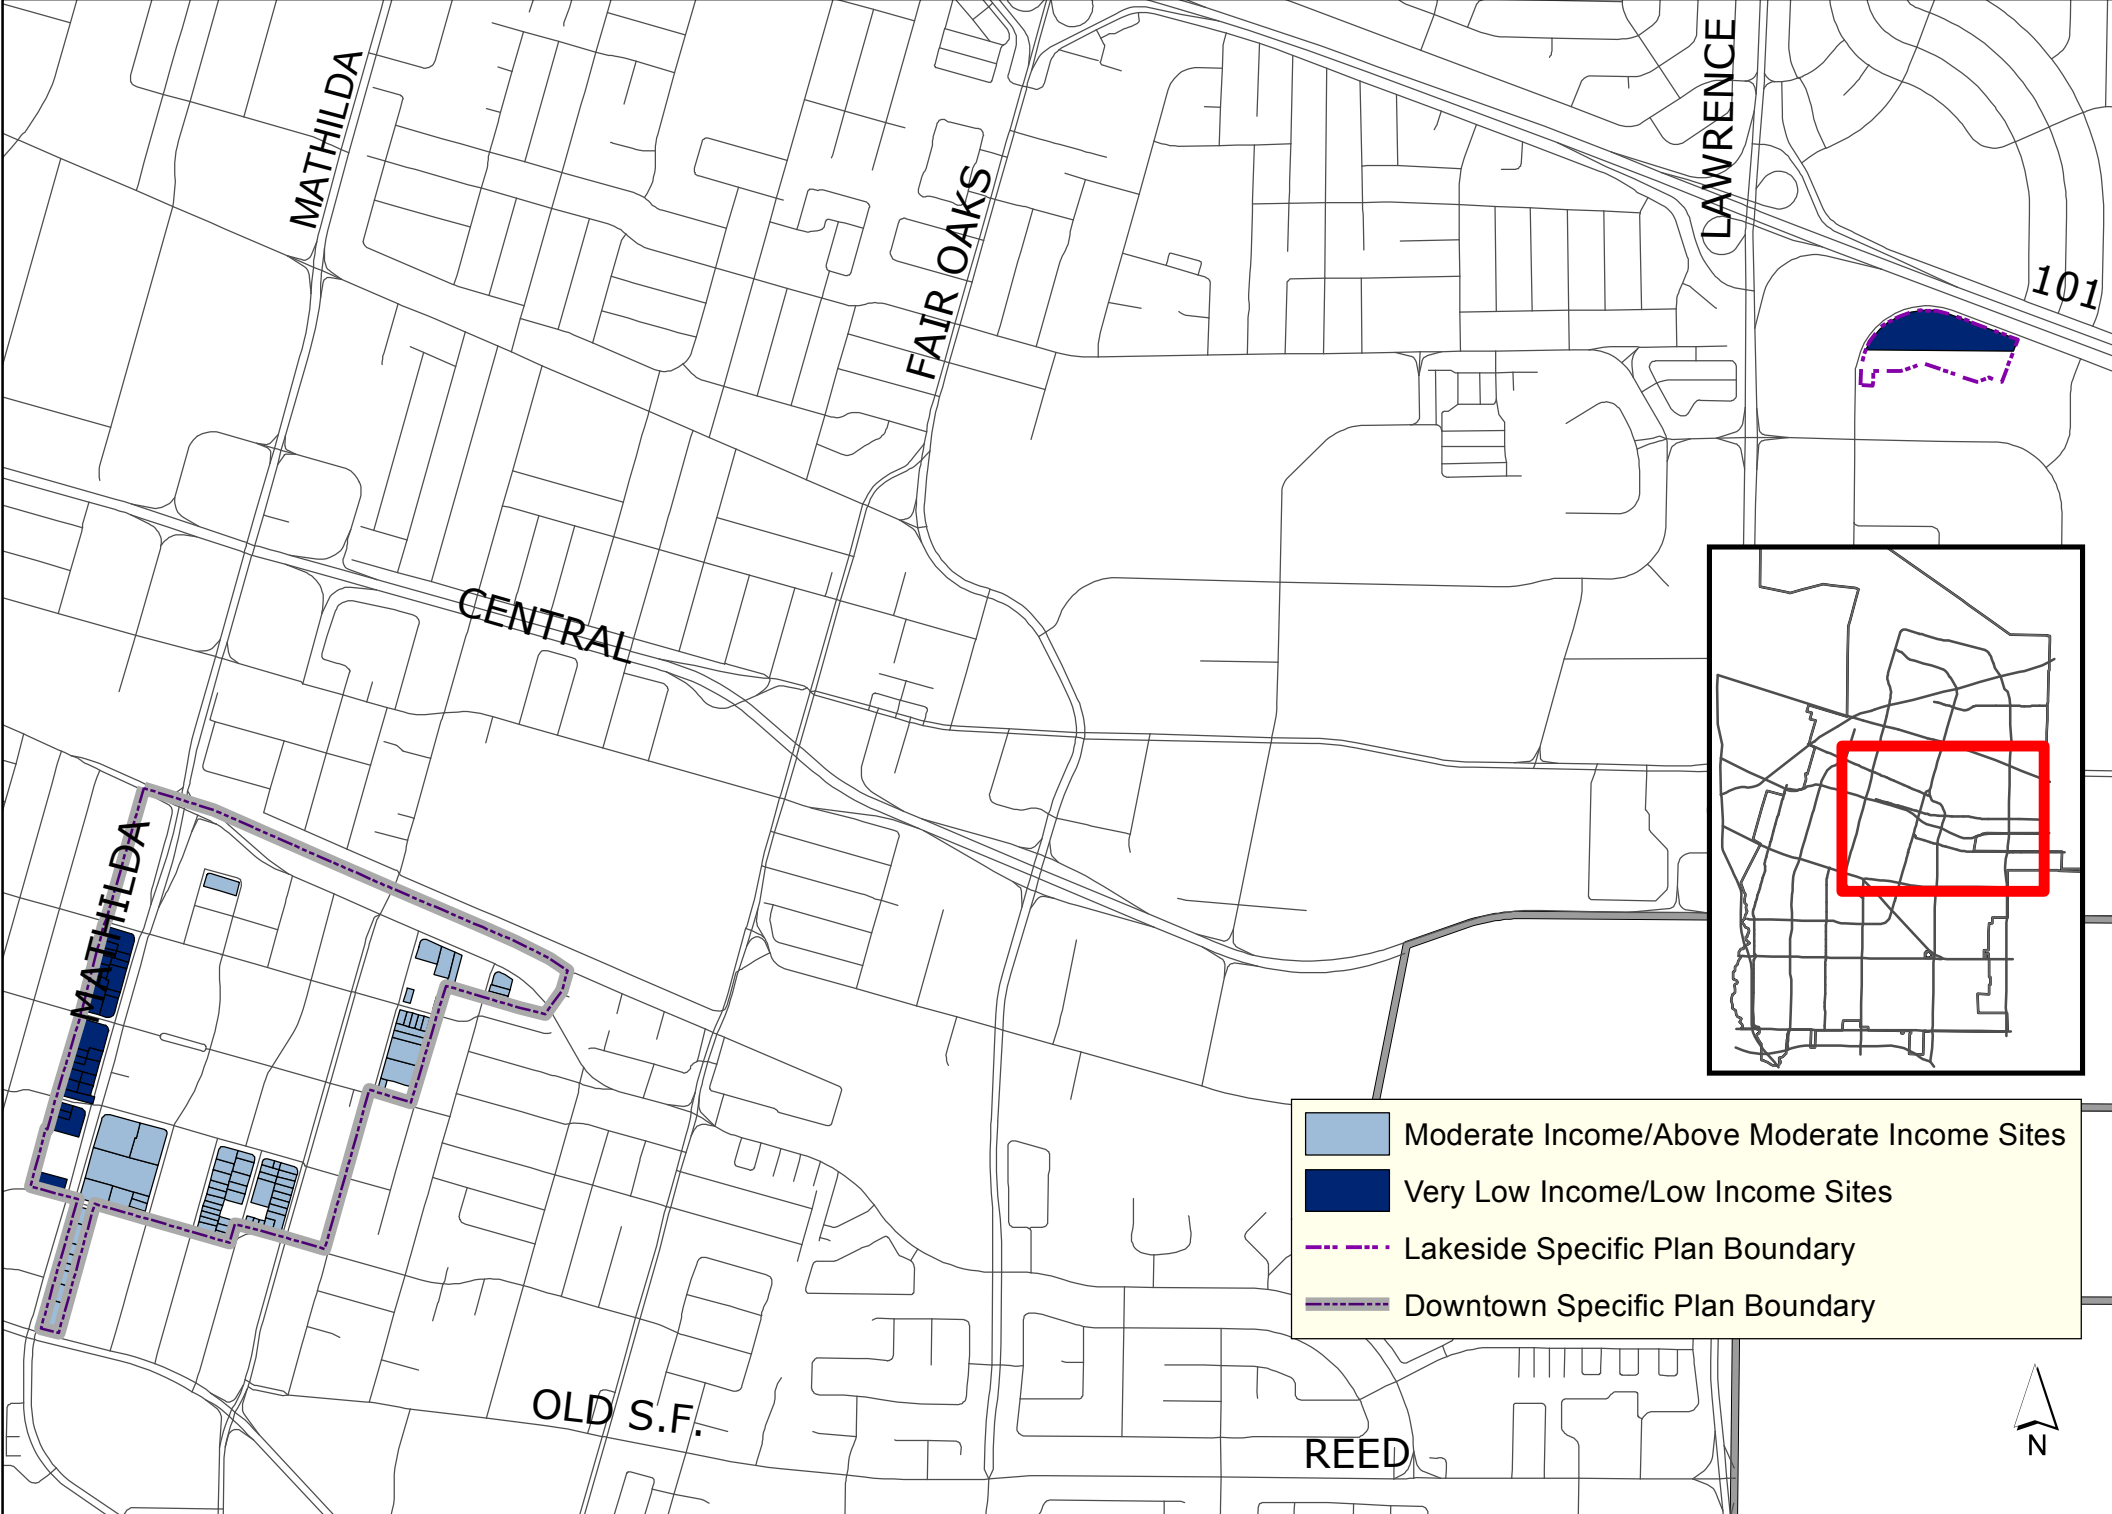 MATHILDA
FAIR OAKS
LAWRENCE
101
CENTRAL
MATHILDA
OLD S.F.
REED
Moderate Income/Above Moderate Income Sites
Very Low Income/Low Income Sites
Lakeside Specific Plan Boundary
Downtown Specific Plan Boundary
N